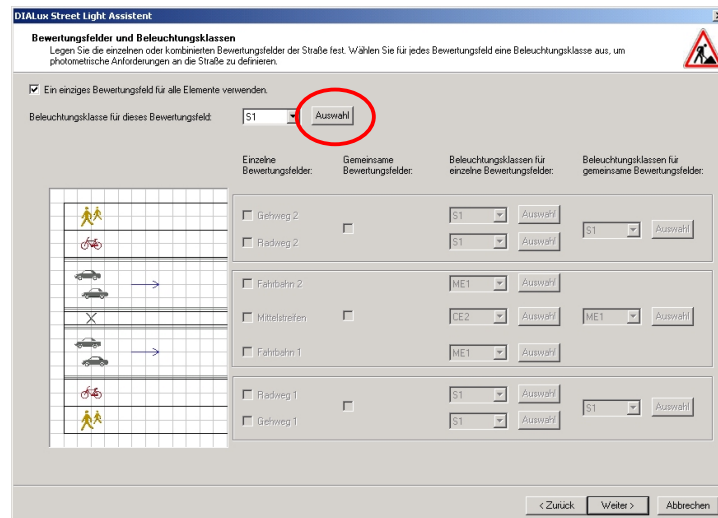 DIALux Street Light Assistent
Bewertungsfelder und Beleuchtungsklassen
Legen Sie die einzelnen oder kombinierten Bewertungsfelder der Straße fest. Wählen Sie für jedes Bewertungsfeld eine Beleuchtungsklasse aus, um
photometrische Anforderungen an die Straße zu definieren.
Ein einziges Bewertungsfeld für alle Elemente verwenden.
Beleuchtungsklasse für dieses Bewertungsfeld: S1 Auswahl
Einzelne Bewertungsfelder:
Gemeinsame Bewertungsfelder:
Beleuchtungsklassen für einzelne Bewertungsfelder:
Beleuchtungsklassen für gemeinsame Bewertungsfelder:
Gehweg 2 S1 Auswahl
S1 Auswahl
Radweg 2 S1 Auswahl
Fahrbahn 2 ME1 Auswahl
Mittelstreifen CE2 Auswahl ME1 Auswahl
Fahrbahn 1 ME1 Auswahl
Radweg 1 S1 Auswahl
S1 Auswahl
Gehweg 1 S1 Auswahl
< Zurück Weiter > Abbrechen